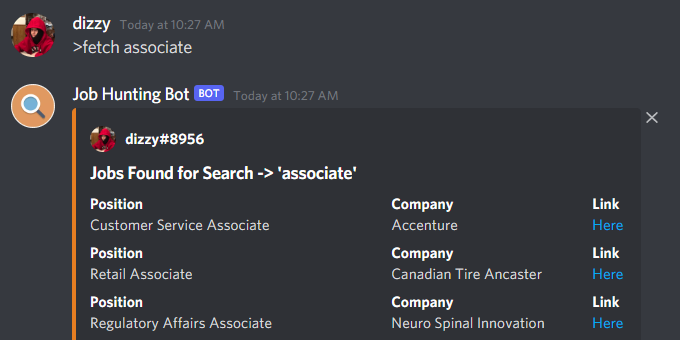 dizzy Today at 10:27 AM
>fetch associate
Job Hunting Bot BOT Today at 10:27 AM
dizzy#8956
Jobs Found for Search -> 'associate'
Position Company Link
Customer Service Associate Accenture Here
Position Company Link
Retail Associate Canadian Tire Ancaster Here
Position Company Link
Regulatory Affairs Associate Neuro Spinal Innovation Here